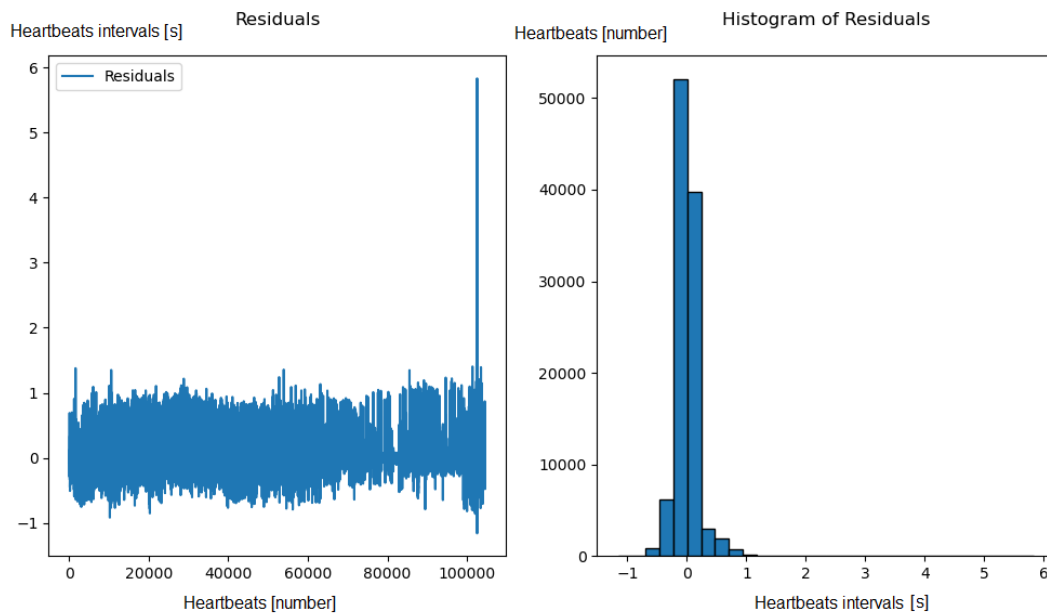 Residuals
Heartbeats intervals [s]
Residuals
6
5
4
3
2
1
0
−1
0 20000 40000 60000 80000 100000
Heartbeats [number]
Histogram of Residuals
Heartbeats [number]
50000
40000
30000
20000
10000
0
−1 0 1 2 3 4 5 6
Heartbeats intervals [s]